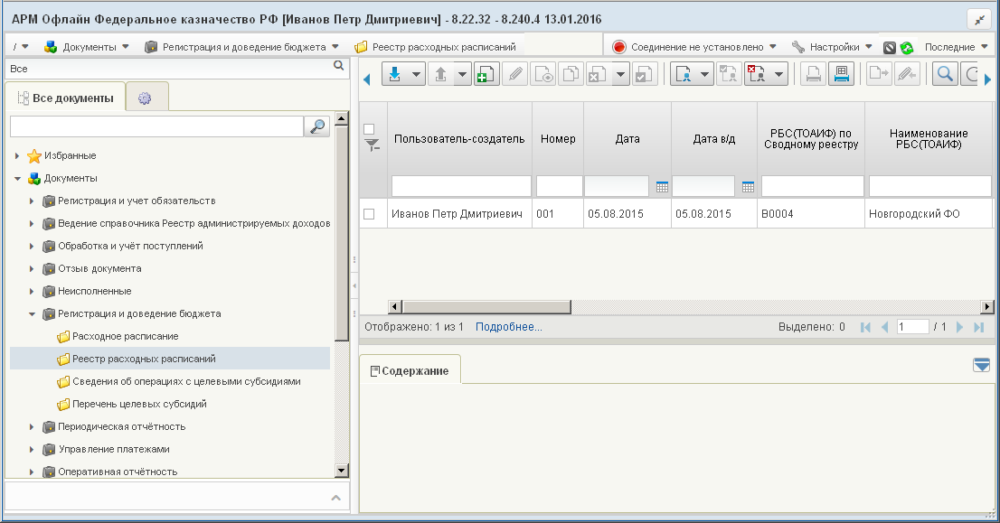 АРМ Офлайн Федеральное казначество РФ [Иванов Петр Дмитриевич] - 8.22.32 - 8.240.4 13.01.2016
/ Документы Регистрация и доведение бюджета Реестр расходных расписаний Соединение не установлено Настройки Последние
Все
Все документы
Избранные
Документы
Регистрация и учет обязательств
Ведение справочника Реестр администрируемых доходов
Обработка и учёт поступлений
Отзыв документа
Неисполненные
Регистрация и доведение бюджета
Расходное расписание
Реестр расходных расписаний
Сведения об операциях с целевыми субсидиями
Перечень целевых субсидий
Периодическая отчётность
Управление платежами
Оперативная отчётность
Пользователь-создатель Номер Дата Дата в/д РБС(ТОАИФ) по Сводному реестру Наименование РБС(ТОАИФ)
Иванов Петр Дмитриевич 001 05.08.2015 05.08.2015 В0004 Новгородский ФО
Отображено: 1 из 1 Подробнее... Выделено: 0 1 / 1
Содержание